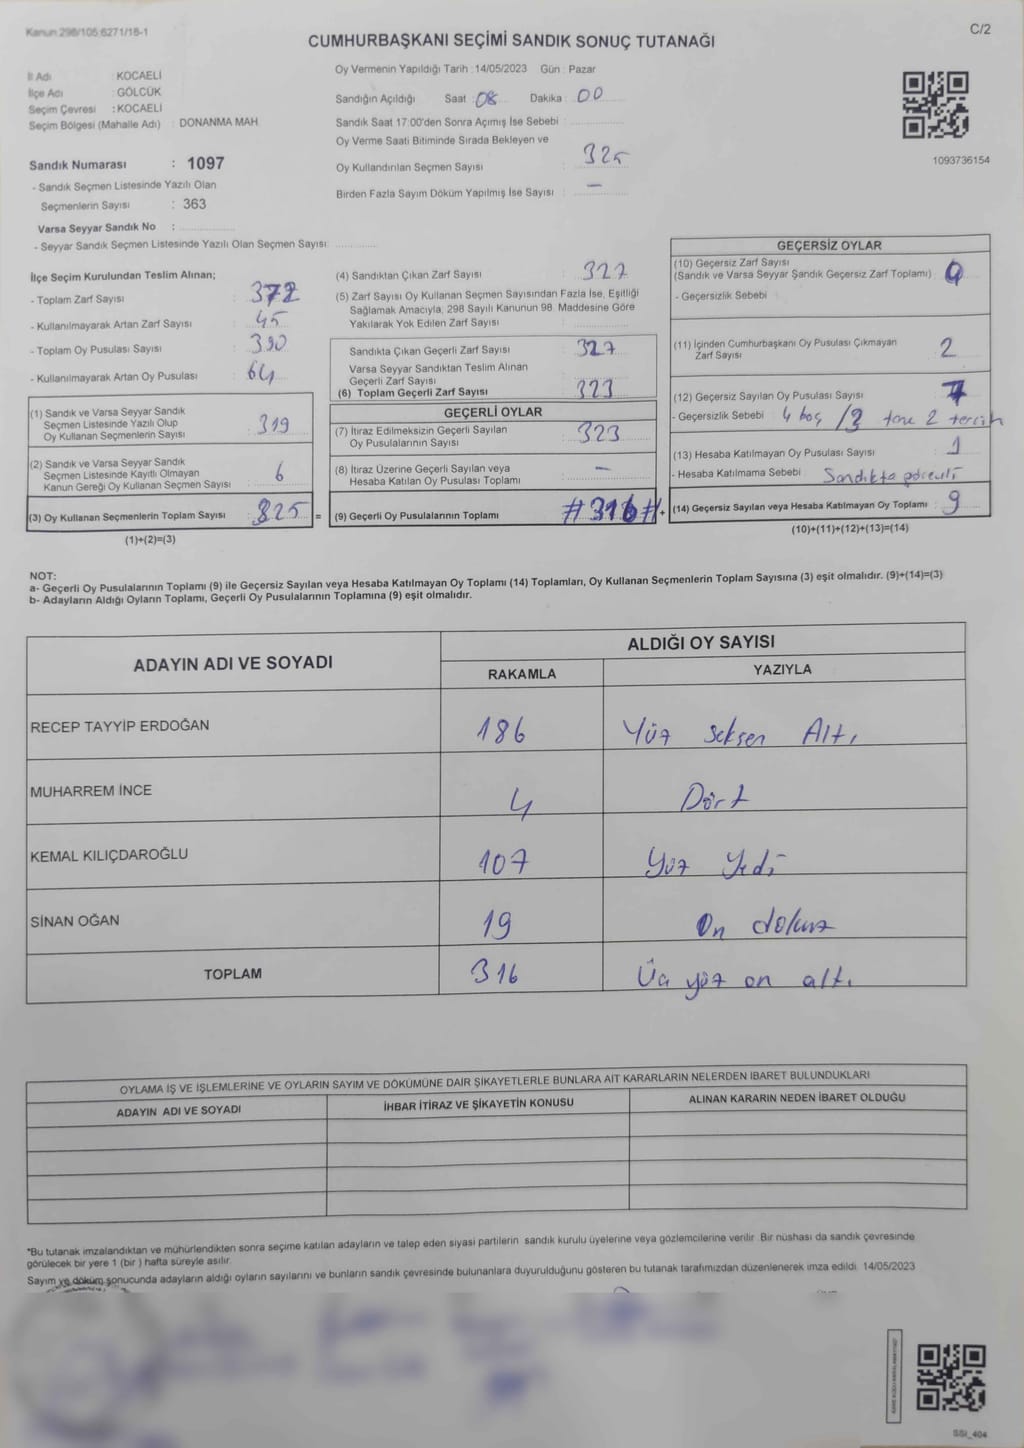 Kanun 298/105 6271/16-1
C/2
CUMHURBAŞKANI SEÇİMİ SANDIK SONUÇ TUTANAĞI
İl Adı : KOCAELİ
İlçe Adı : GÖLCÜK
Seçim Çevresi : KOCAELİ
Seçim Bölgesi (Mahalle Adı) : DONANMA MAH.
Oy Vermenin Yapıldığı Tarih : 14/05/2023 Gün : Pazar
Sandığın Açıldığı Saat : 08 Dakika : 00
Sandık Saat 17:00'den Sonra Açımış İse Sebebi :
Oy Verme Saati Bitiminde Sırada Bekleyen ve
Oy Kullandırılan Seçmen Sayısı : 325
Birden Fazla Sayım Döküm Yapılmış İse Sayısı : –
1093736154
Sandık Numarası : 1097
- Sandık Seçmen Listesinde Yazılı Olan
Seçmenlerin Sayısı : 363
Varsa Seyyar Sandık No :
- Seyyar Sandık Seçmen Listesinde Yazılı Olan Seçmen Sayısı:
İlçe Seçim Kurulundan Teslim Alınan;
- Toplam Zarf Sayısı : 372
- Kullanılmayarak Artan Zarf Sayısı : 45
- Toplam Oy Pusulası Sayısı : 390
- Kullanılmayarak Artan Oy Pusulası : 64
(1) Sandık ve Varsa Seyyar Sandık
Seçmen Listesinde Yazılı Olup
Oy Kullanan Seçmenlerin Sayısı : 319
(2) Sandık ve Varsa Seyyar Sandık
Seçmen Listesinde Kayıtlı Olmayan
Kanun Gereği Oy Kullanan Seçmen Sayısı : 6
(3) Oy Kullanan Seçmenlerin Toplam Sayısı : 325 =
(1)+(2)=(3)
(4) Sandıktan Çıkan Zarf Sayısı : 327
(5) Zarf Sayısı Oy Kullanan Seçmen Sayısından Fazla İse, Eşitliği
Sağlamak Amacıyla, 298 Sayılı Kanunun 98. Maddesine Göre
Yakılarak Yok Edilen Zarf Sayısı :
Sandıkta Çıkan Geçerli Zarf Sayısı : 327
Varsa Seyyar Sandıktan Teslim Alınan
Geçerli Zarf Sayısı
(6) Toplam Geçerli Zarf Sayısı : 323
GEÇERLİ OYLAR
(7) İtiraz Edilmeksizin Geçerli Sayılan
Oy Pusulalarının Sayısı : 323
(8) İtiraz Üzerine Geçerli Sayılan veya
Hesaba Katılan Oy Pusulası Toplamı : –
(9) Geçerli Oy Pusulalarının Toplamı #316# +
GEÇERSİZ OYLAR
(10) Geçersiz Zarf Sayısı
(Sandık ve Varsa Seyyar Şandık Geçersiz Zarf Toplamı) :
- Geçersizlik Sebebi :
(11) İçinden Cumhurbaşkanı Oy Pusulası Çıkmayan
Zarf Sayısı : 2
(12) Geçersiz Sayılan Oy Pusulası Sayısı : 7
- Geçersizlik Sebebi : 4 boş / 3 tane 2 tercih
(13) Hesaba Katılmayan Oy Pusulası Sayısı : 1
- Hesaba Katılmama Sebebi : Sandıkta görevli
(14) Geçersiz Sayılan veya Hesaba Katılmayan Oy Toplamı : 9
(10)+(11)+(12)+(13)=(14)
NOT:
a- Geçerli Oy Pusulalarının Toplamı (9) ile Geçersiz Sayılan veya Hesaba Katılmayan Oy Toplamı (14) Toplamları, Oy Kullanan Seçmenlerin Toplam Sayısına (3) eşit olmalıdır. (9)+(14)=(3)
b- Adayların Aldığı Oyların Toplamı, Geçerli Oy Pusulalarının Toplamına (9) eşit olmalıdır.
ADAYIN ADI VE SOYADI
ALDIĞI OY SAYISI
RAKAMLA YAZIYLA
RECEP TAYYİP ERDOĞAN 186 Yüz seksen Altı
MUHARREM İNCE 4 Dört
KEMAL KILIÇDAROĞLU 107 Yüz Yedi
SİNAN OĞAN 19 On dokuz
TOPLAM 316 Üç yüz on altı
OYLAMA İŞ VE İŞLEMLERİNE VE OYLARIN SAYIM VE DÖKÜMÜNE DAİR ŞİKAYETLERLE BUNLARA AİT KARARLARIN NELERDEN İBARET BULUNDUKLARI
ADAYIN ADI VE SOYADI İHBAR İTİRAZ VE ŞİKAYETİN KONUSU ALINAN KARARIN NEDEN İBARET OLDUĞU
*Bu tutanak imzalandıktan ve mühürlendikten sonra seçime katılan adayların ve talep eden siyasi partilerin sandık kurulu üyelerine veya gözlemcilerine verilir. Bir nüshası da sandık çevresinde
görülecek bir yere 1 (bir ) hafta süreyle asılır.
Sayım ve döküm sonucunda adayların aldığı oyların sayılarını ve bunların sandık çevresinde bulunanlara duyurulduğunu gösteren bu tutanak tarafımızdan düzenlenerek imza edildi. 14/05/2023
SSI_404